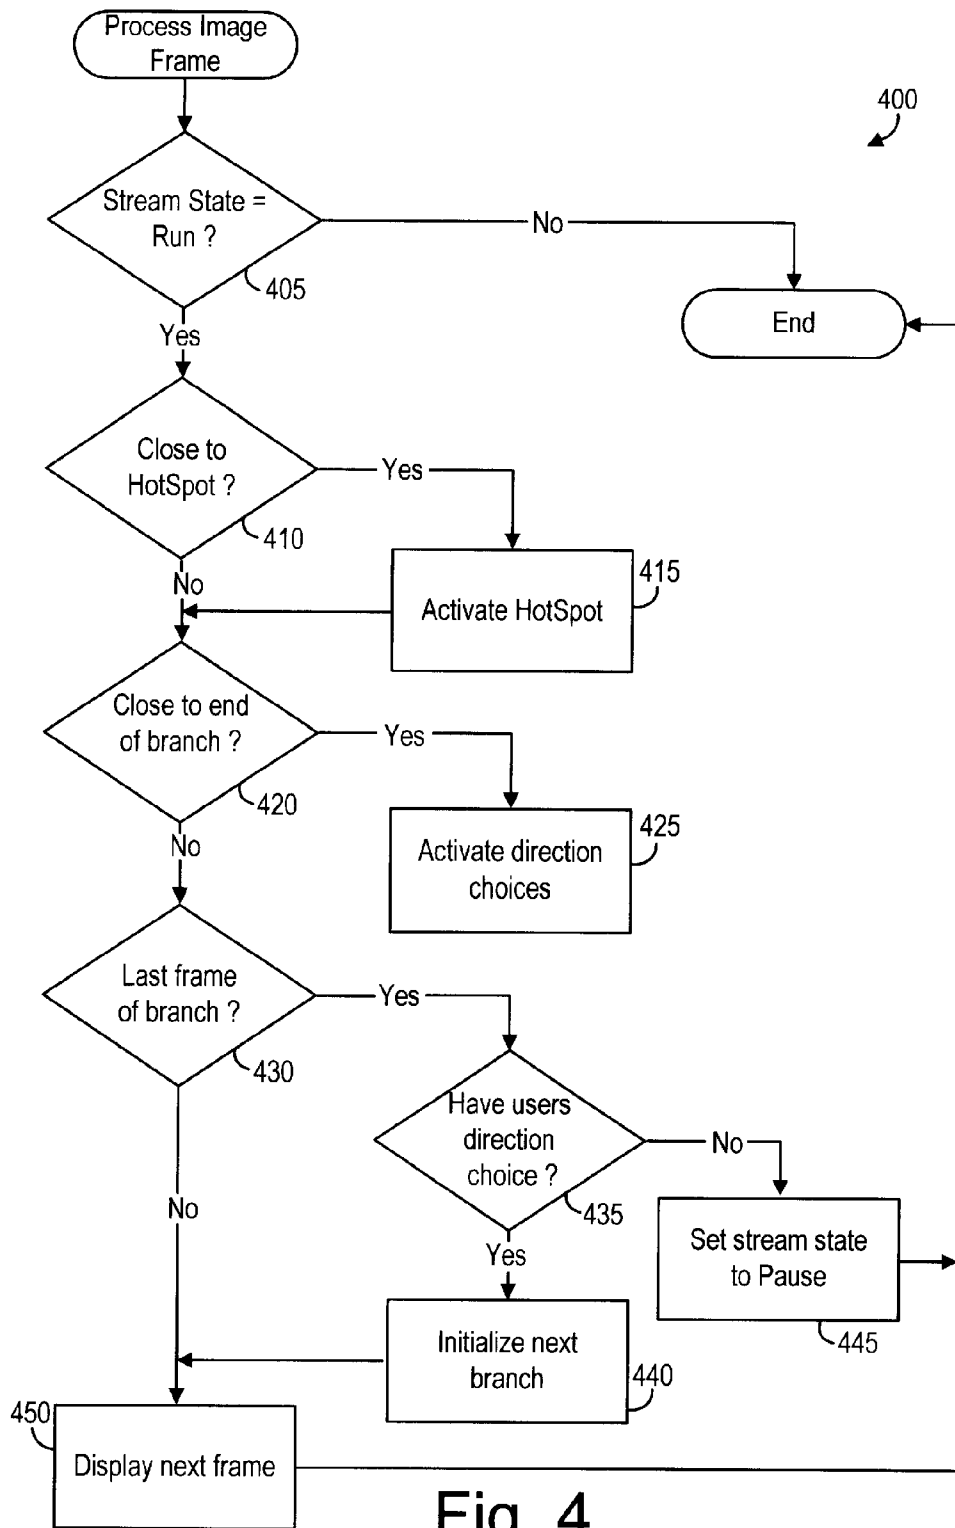 Process Image
Frame
400
Stream State =
Run ?
No
405
End
Yes
Close to
HotSpot ?
Yes
410
No
415
Activate HotSpot
Close to end
of branch ?
Yes
420
No
425
Activate direction
choices
Last frame
of branch ?
Yes
430
Have users
direction
choice ?
No
435
No
Yes
Set stream state
to Pause
445
Initialize next
branch
440
450
Display next frame
Fig. 4